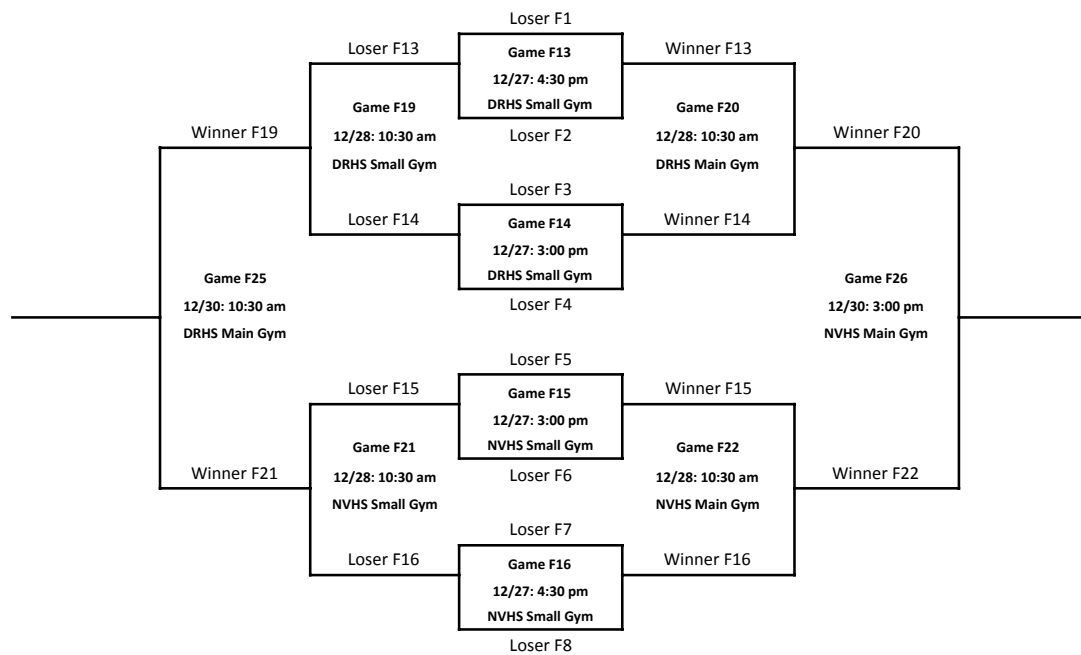 Loser F1
Loser F13
Game F13
12/27: 4:30 pm
DRHS Small Gym
Winner F13
Loser F2
Winner F19
Game F19
12/28: 10:30 am
DRHS Small Gym
Game F20
12/28: 10:30 am
DRHS Main Gym
Winner F20
Loser F3
Loser F14
Game F14
12/27: 3:00 pm
DRHS Small Gym
Winner F14
Loser F4
Game F25
12/30: 10:30 am
DRHS Main Gym
Game F26
12/30: 3:00 pm
NVHS Main Gym
Loser F5
Loser F15
Game F15
12/27: 3:00 pm
NVHS Small Gym
Winner F15
Loser F6
Winner F21
Game F21
12/28: 10:30 am
NVHS Small Gym
Game F22
12/28: 10:30 am
NVHS Main Gym
Winner F22
Loser F7
Loser F16
Game F16
12/27: 4:30 pm
NVHS Small Gym
Winner F16
Loser F8